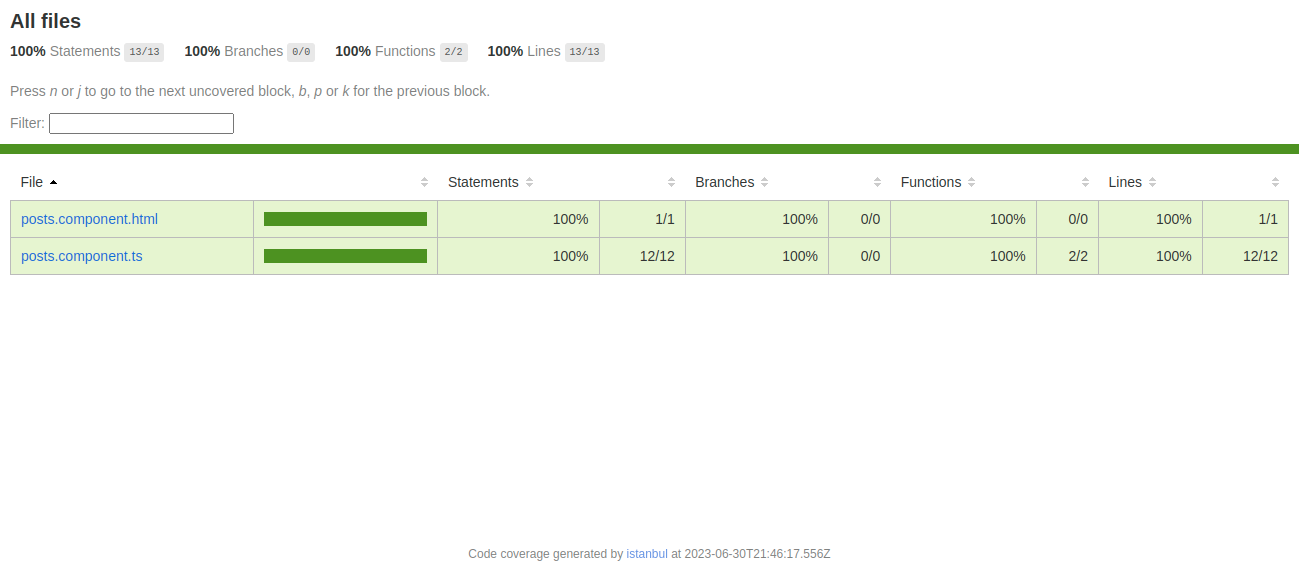 All files
100% Statements 13/13 100% Branches 0/0 100% Functions 2/2 100% Lines 13/13
Press n or j to go to the next uncovered block, b, p or k for the previous block.
Filter:
File Statements Branches Functions Lines
posts.component.html 100% 1/1 100% 0/0 100% 0/0 100% 1/1
posts.component.ts 100% 12/12 100% 0/0 100% 2/2 100% 12/12
Code coverage generated by istanbul at 2023-06-30T21:46:17.556Z